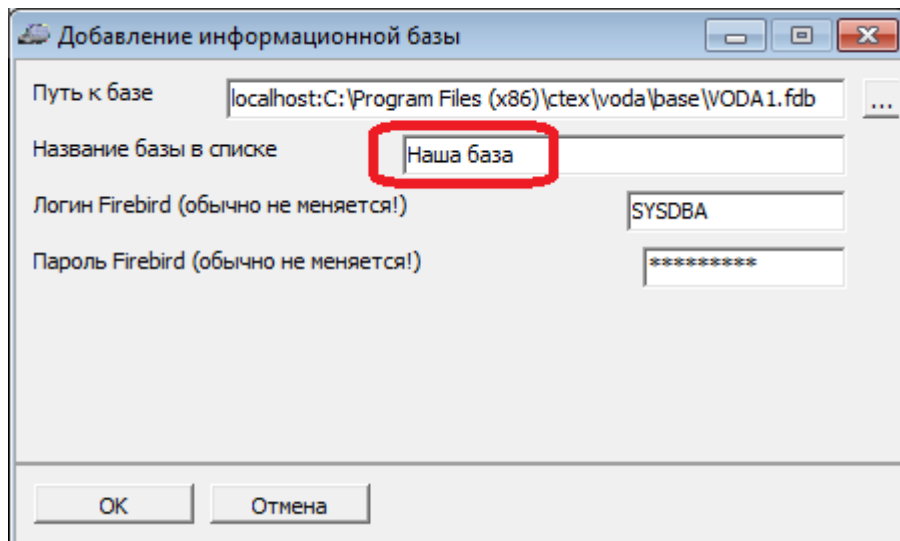 Добавление информационной базы
Путь к базе localhost:C:\Program Files (x86)\ctex\voda\base\VODA1.fdb ...
Название базы в списке Наша база
Логин Firebird (обычно не меняется!) SYSDBA
Пароль Firebird (обычно не меняется!) *********
ОК Отмена